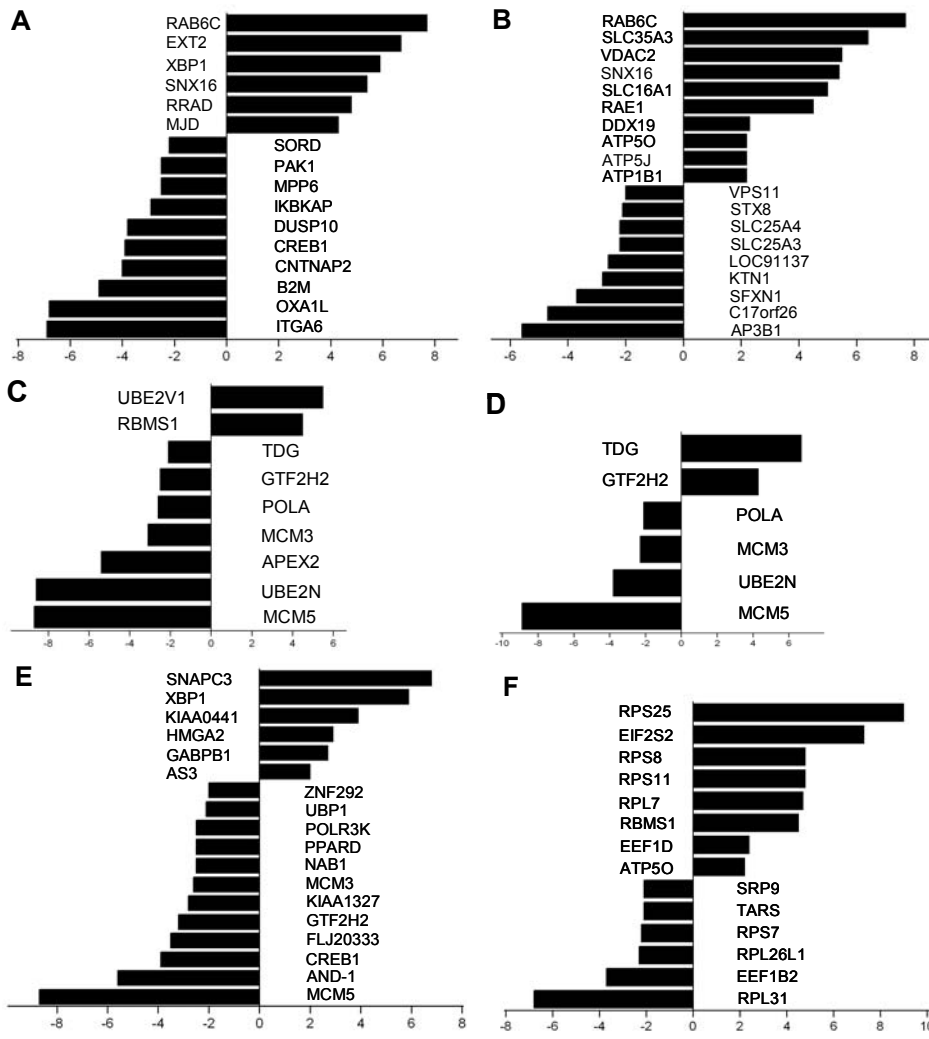 A
RAB6C
EXT2
XBP1
SNX16
RRAD
MJD
SORD
PAK1
MPP6
IKBKAP
DUSP10
CREB1
CNTNAP2
B2M
OXA1L
ITGA6
-8 -6 -4 -2 0 2 4 6 8
B
RAB6C
SLC35A3
VDAC2
SNX16
SLC16A1
RAE1
DDX19
ATP5O
ATP5J
ATP1B1
VPS11
STX8
SLC25A4
SLC25A3
LOC91137
KTN1
SFXN1
C17orf26
AP3B1
-6 -4 -2 0 2 4 6 8
C
UBE2V1
RBMS1
TDG
GTF2H2
POLA
MCM3
APEX2
UBE2N
MCM5
-8 -6 -4 -2 0 2 4 6
D
TDG
GTF2H2
POLA
MCM3
UBE2N
MCM5
-10 -8 -6 -4 -2 0 2 4 6
E
SNAPC3
XBP1
KIAA0441
HMGA2
GABPB1
AS3
ZNF292
UBP1
POLR3K
PPARD
NAB1
MCM3
KIAA1327
GTF2H2
FLJ20333
CREB1
AND-1
MCM5
-8 -6 -4 -2 0 2 4 6 8
F
RPS25
EIF2S2
RPS8
RPS11
RPL7
RBMS1
EEF1D
ATP5O
SRP9
TARS
RPS7
RPL26L1
EEF1B2
RPL31
-8 -6 -4 -2 0 2 4 6 8 10